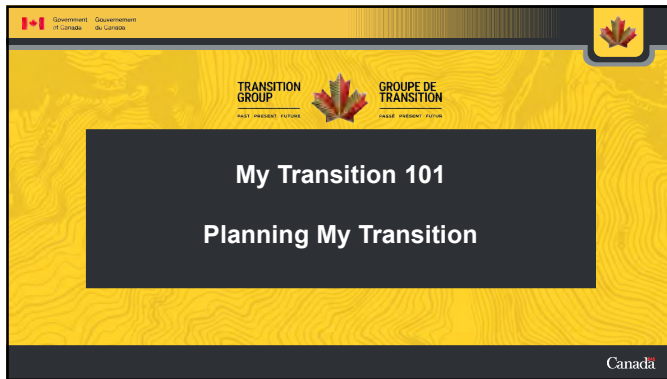 Government Gouvernement
of Canada du Canada
TRANSITION GROUPE DE
GROUP TRANSITION
PAST PRESENT FUTURE PASSÉ PRÉSENT FUTUR
My Transition 101
Planning My Transition
Canada